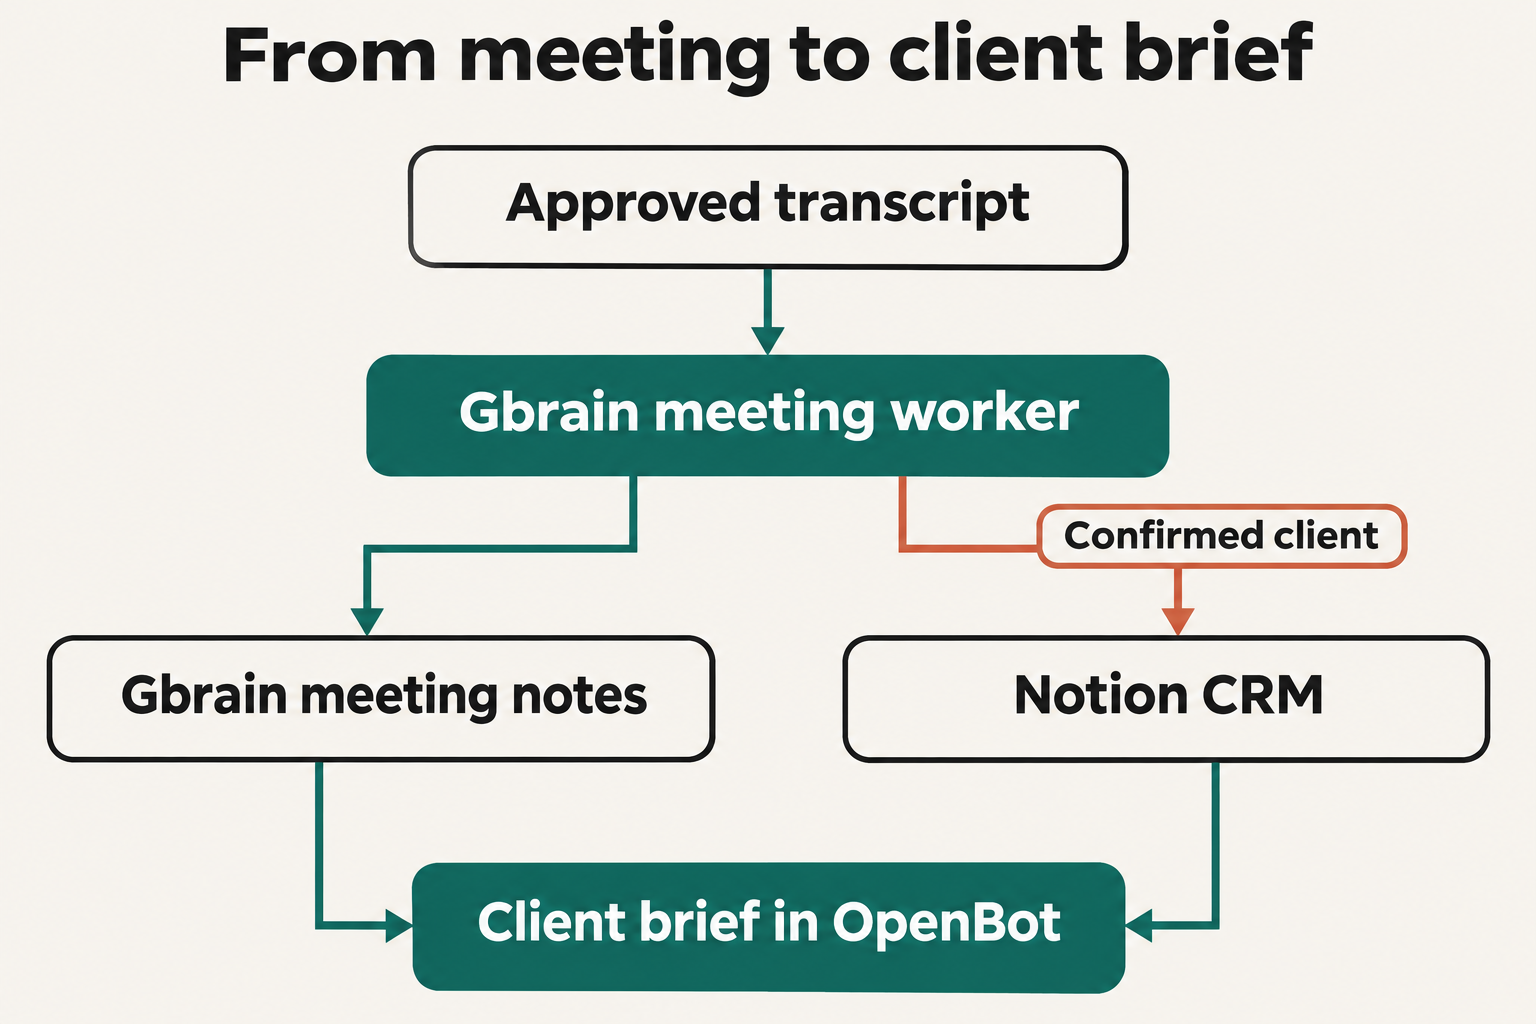 From meeting to client brief
Approved transcript
Gbrain meeting worker
Confirmed client
Gbrain meeting notes
Notion CRM
Client brief in OpenBot